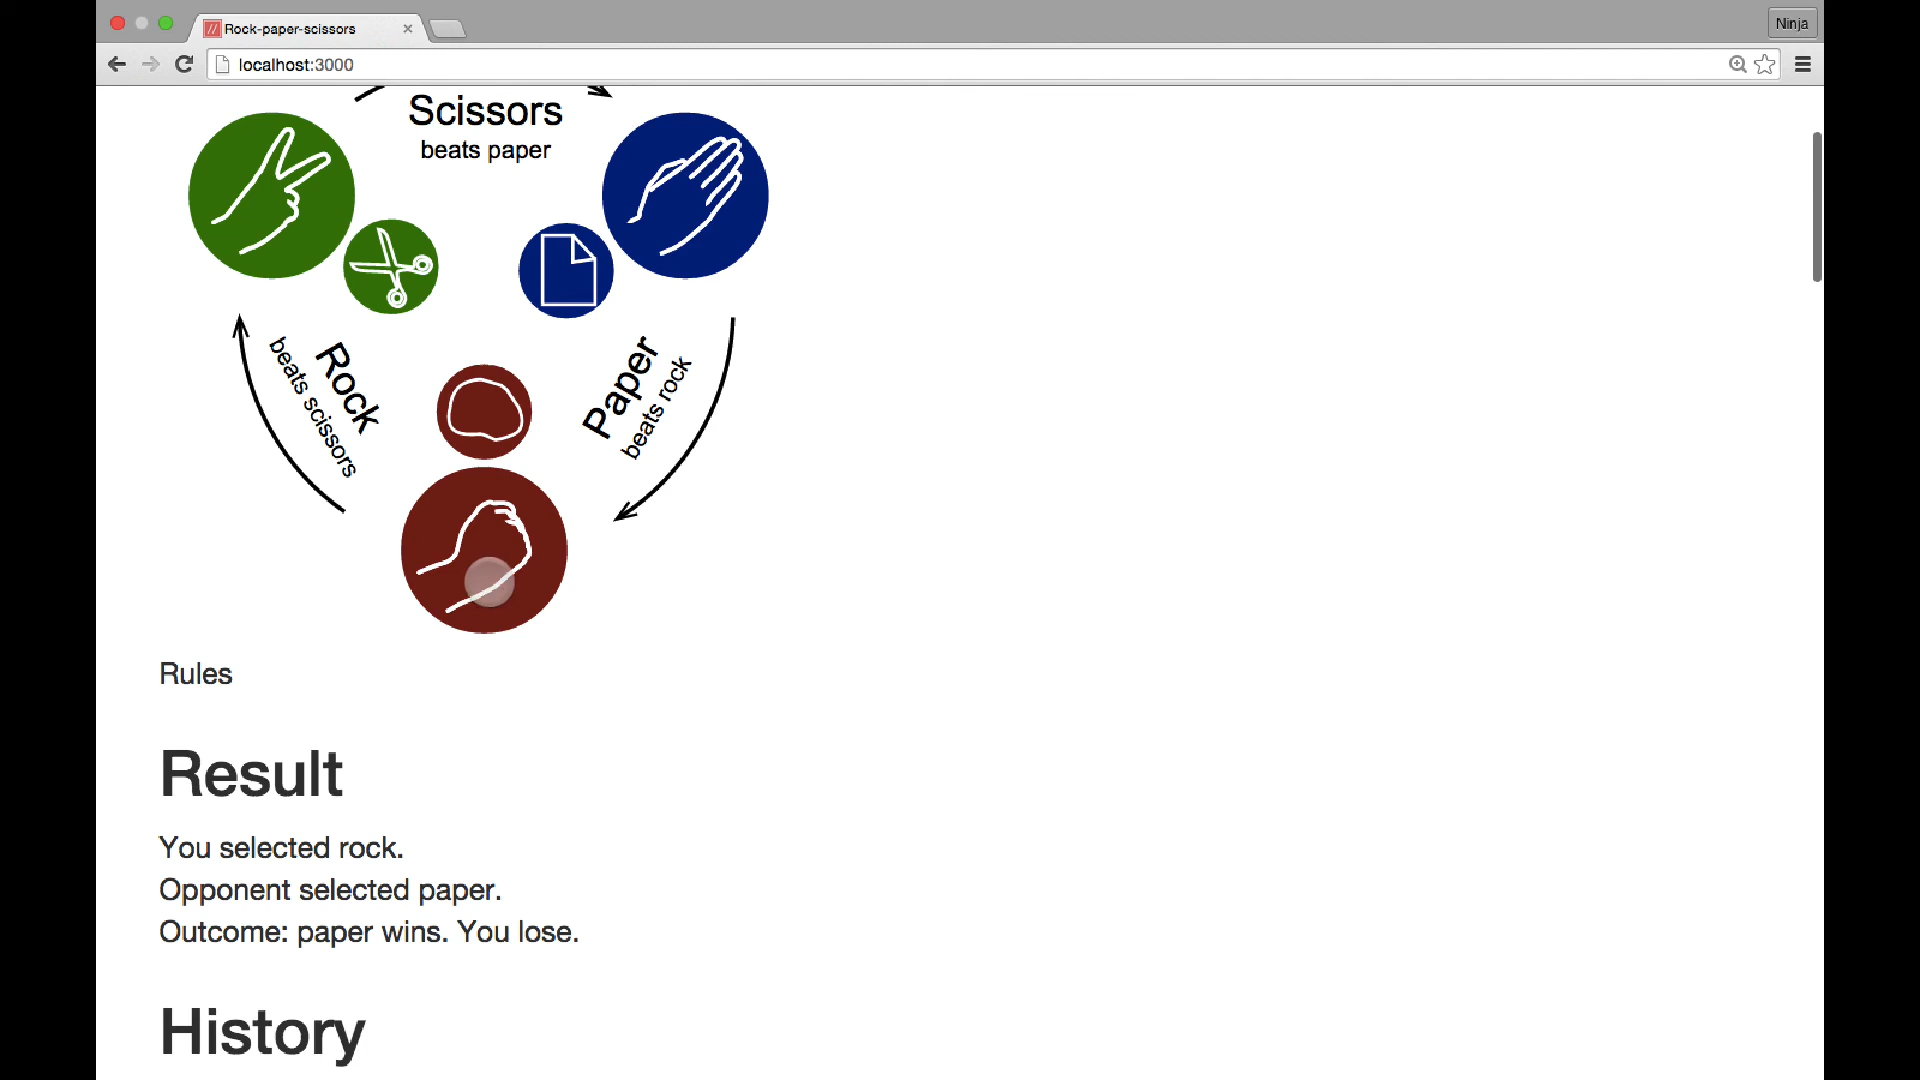 Rock-paper-scissors
Ninja
localhost:3000
Scissors
beats paper
Rock
beats scissors
Paper
beats rock
Rules
Result
You selected rock.
Opponent selected paper.
Outcome: paper wins. You lose.
History